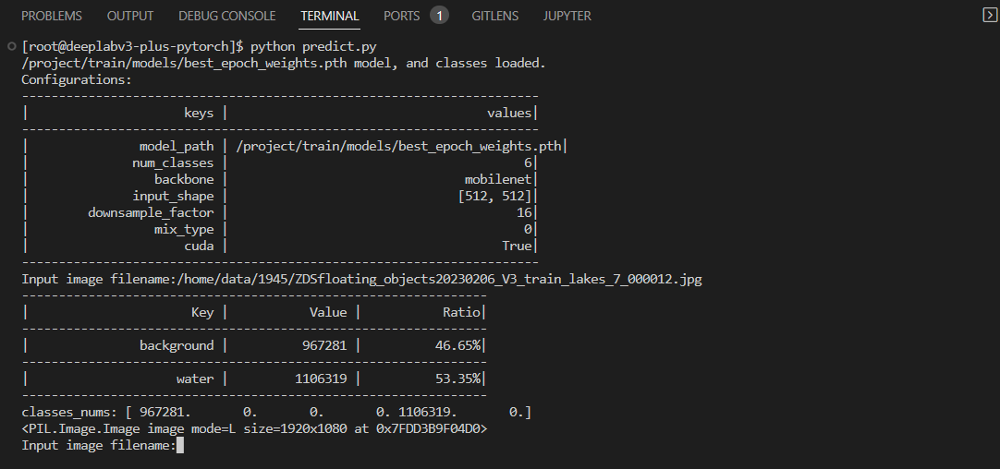 PROBLEMS OUTPUT DEBUG CONSOLE TERMINAL PORTS 1 GITLENS JUPYTER
[root@deeplabv3-plus-pytorch]$ python predict.py
/project/train/models/best_epoch_weights.pth model, and classes loaded.
Configurations:
----------------------------------------------------------------------
|                     keys |                                   values|
----------------------------------------------------------------------
|               model_path | /project/train/models/best_epoch_weights.pth|
|              num_classes |                                        6|
|                 backbone |                                mobilenet|
|              input_shape |                               [512, 512]|
|        downsample_factor |                                       16|
|                 mix_type |                                        0|
|                     cuda |                                     True|
----------------------------------------------------------------------
Input image filename:/home/data/1945/ZDSfloating_objects20230206_V3_train_lakes_7_000012.jpg
---------------------------------------------------------------
|                      Key |           Value |           Ratio|
---------------------------------------------------------------
|               background |          967281 |          46.65%|
---------------------------------------------------------------
|                    water |         1106319 |          53.35%|
---------------------------------------------------------------
classes_nums: [ 967281.       0.       0.       0. 1106319.       0.]
<PIL.Image.Image image mode=L size=1920x1080 at 0x7FDD3B9F04D0>
Input image filename: